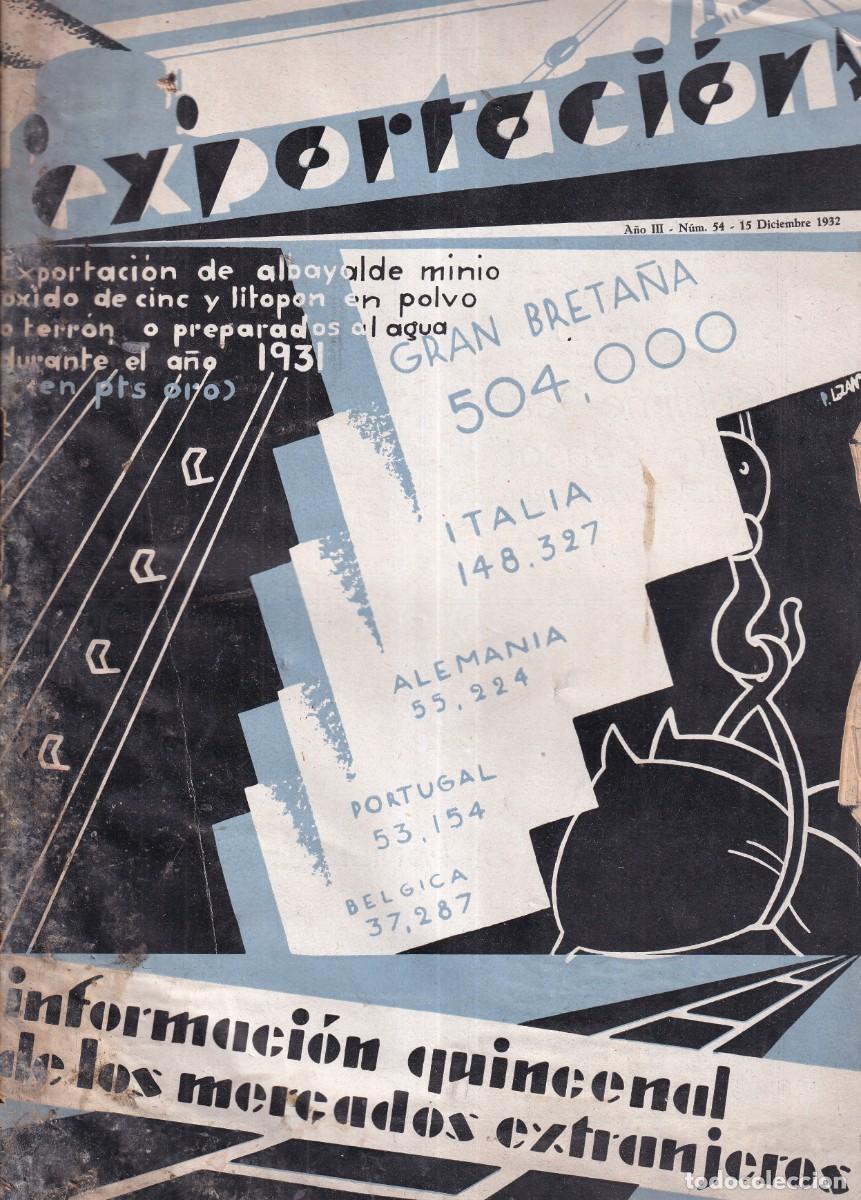 exportación
Año III - Núm. 54 - 15 Diciembre 1932
exportación de albayalde minio
oxido de cinc y litopon en polvo
o terrón o preparados al agua
durante el año 1931
(en pts oro)
GRAN BRETAÑA
504,000
ITALIA
148.327
ALEMANIA
55,224
PORTUGAL
53,154
BELGICA
37,287
información quincenal
de los mercados extranjeros
todocoleccion